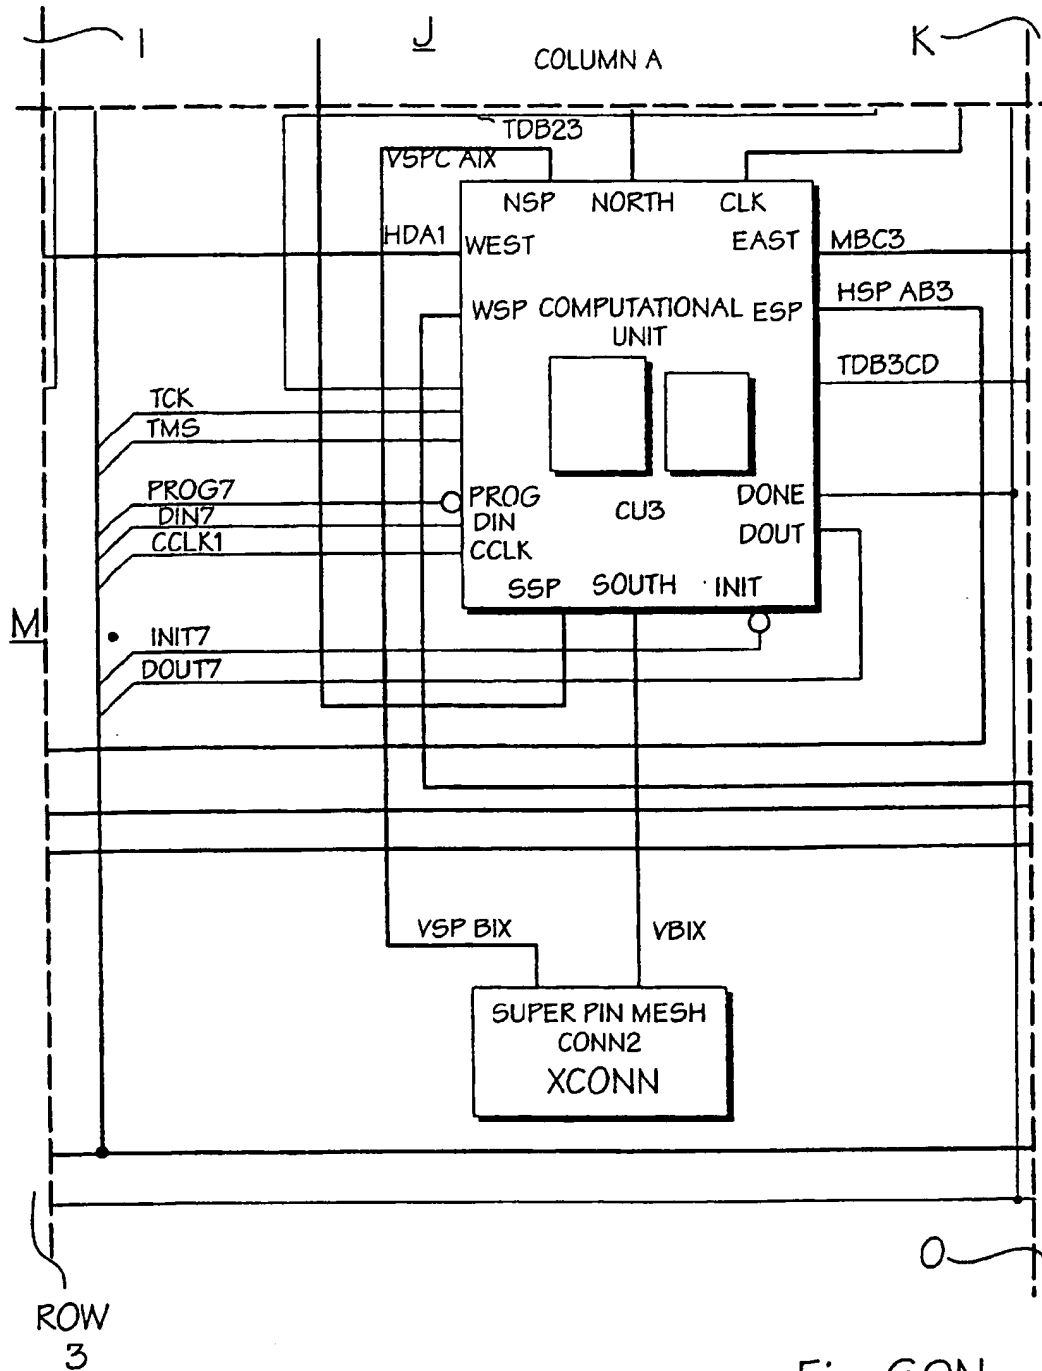 I
J
K
COLUMN A
TDB23
VSPC AIX
NSP NORTH CLK
HDA1
WEST
EAST
MBC3
HSP AB3
WSP COMPUTATIONAL ESP
UNIT
TDB3CD
TCK
TMS
PROG7
PROG
DONE
DIN7
DIN
CU3
CCLK1
CCLK
DOUT
SSP SOUTH INIT
M
INIT7
DOUT7
VSP BIX
VBIX
SUPER PIN MESH
CONN2
XCONN
O
ROW
3